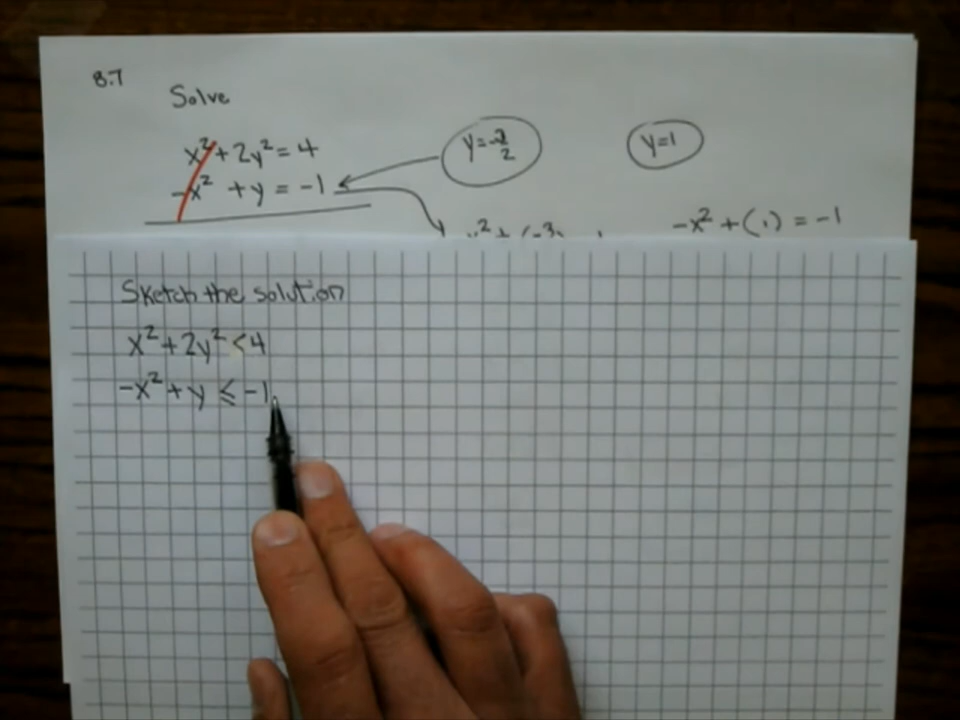 8.7
Solve
x² + 2y² = 4
-x² + y = -1
y = -3/2
y = 1
-x² + (1) = -1
Sketch the solution
x² + 2y² < 4
-x² + y ≤ -1